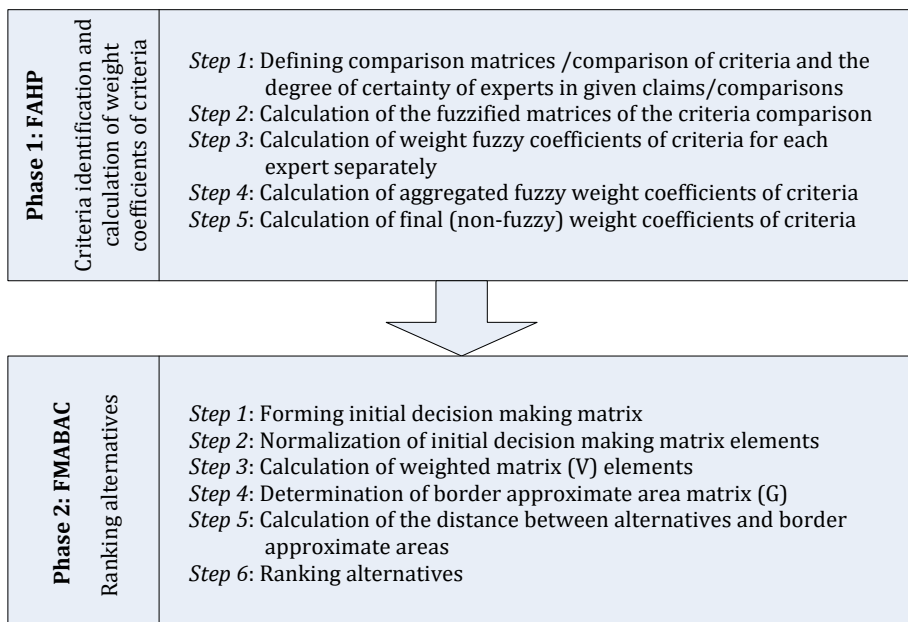 Phase 1: FAHP
Criteria identification and
calculation of weight
coefficients of criteria
Step 1: Defining comparison matrices /comparison of criteria and the
degree of certainty of experts in given claims/comparisons
Step 2: Calculation of the fuzzified matrices of the criteria comparison
Step 3: Calculation of weight fuzzy coefficients of criteria for each
expert separately
Step 4: Calculation of aggregated fuzzy weight coefficients of criteria
Step 5: Calculation of final (non-fuzzy) weight coefficients of criteria
Phase 2: FMABAC
Ranking alternatives
Step 1: Forming initial decision making matrix
Step 2: Normalization of initial decision making matrix elements
Step 3: Calculation of weighted matrix (V) elements
Step 4: Determination of border approximate area matrix (G)
Step 5: Calculation of the distance between alternatives and border
approximate areas
Step 6: Ranking alternatives